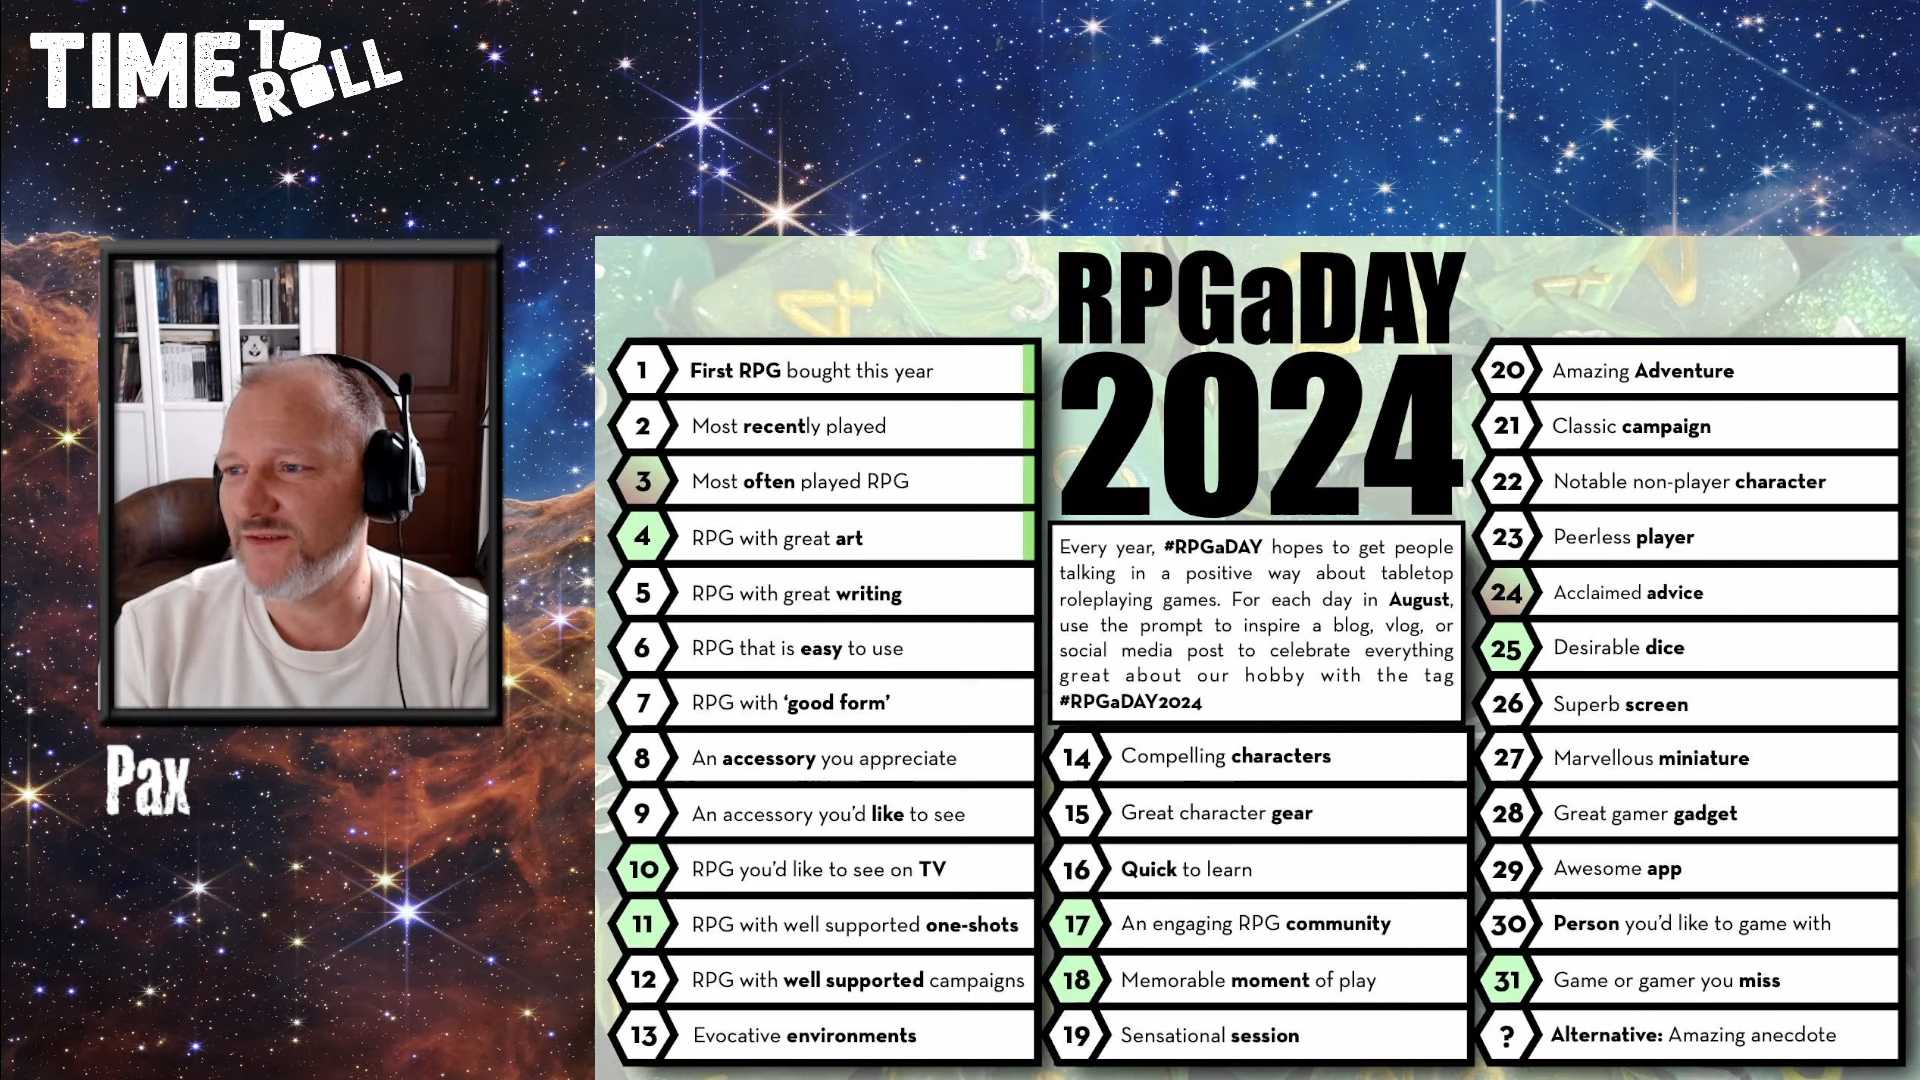 TIME TO ROLL
Pax
RPGaDAY
2024
1 First RPG bought this year
2 Most recently played
3 Most often played RPG
4 RPG with great art
5 RPG with great writing
6 RPG that is easy to use
7 RPG with ‘good form’
8 An accessory you appreciate
9 An accessory you’d like to see
10 RPG you’d like to see on TV
11 RPG with well supported one-shots
12 RPG with well supported campaigns
13 Evocative environments
Every year, #RPGaDAY hopes to get people
talking in a positive way about tabletop
roleplaying games. For each day in August,
use the prompt to inspire a blog, vlog, or
social media post to celebrate everything
great about our hobby with the tag
#RPGaDAY2024
14 Compelling characters
15 Great character gear
16 Quick to learn
17 An engaging RPG community
18 Memorable moment of play
19 Sensational session
20 Amazing Adventure
21 Classic campaign
22 Notable non-player character
23 Peerless player
24 Acclaimed advice
25 Desirable dice
26 Superb screen
27 Marvellous miniature
28 Great gamer gadget
29 Awesome app
30 Person you’d like to game with
31 Game or gamer you miss
? Alternative: Amazing anecdote